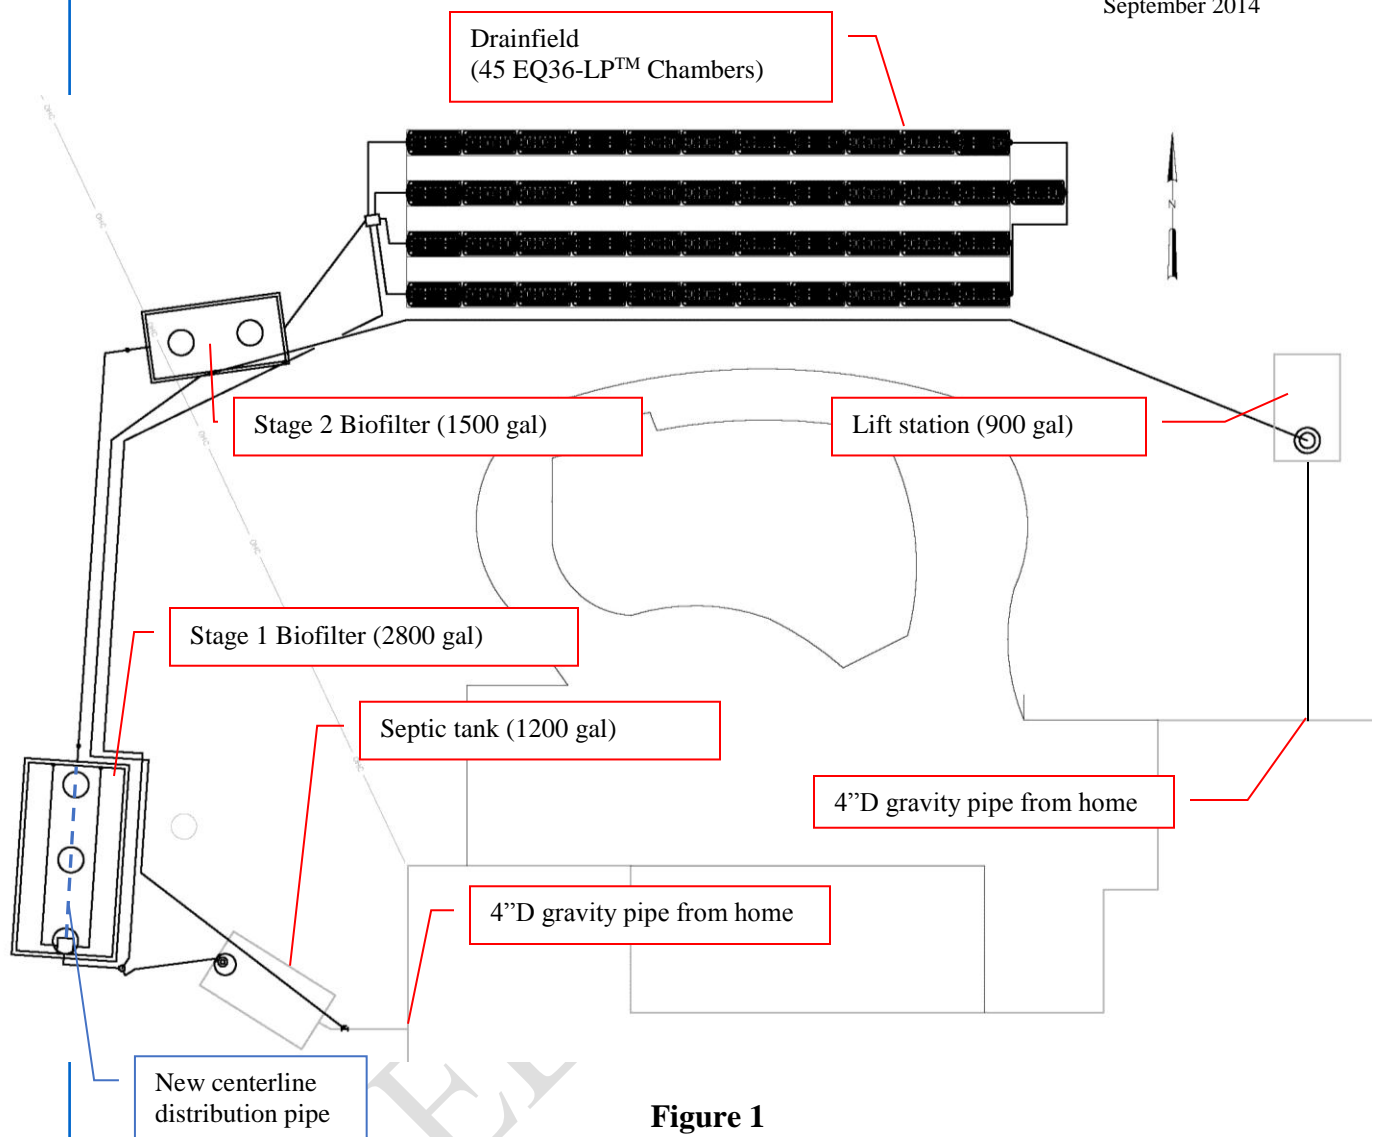 September 2014
Drainfield
(45 EQ36-LP™ Chambers)
N
Stage 2 Biofilter (1500 gal)
Lift station (900 gal)
Stage 1 Biofilter (2800 gal)
Septic tank (1200 gal)
4”D gravity pipe from home
4”D gravity pipe from home
New centerline
distribution pipe
Figure 1